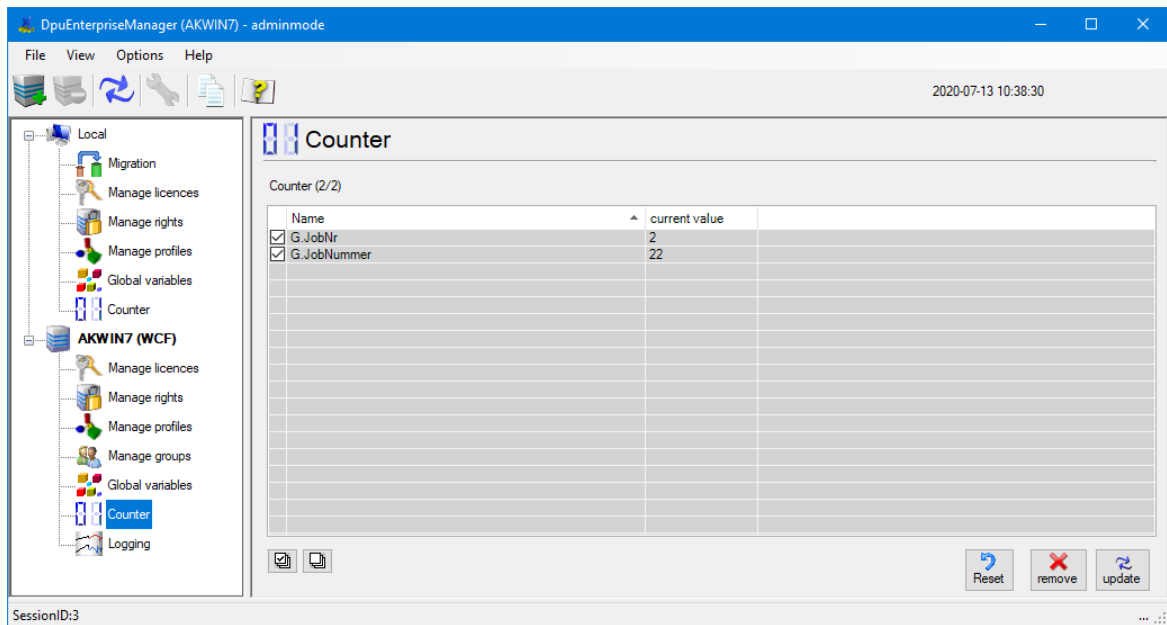 DpuEnterpriseManager (AKWIN7) - adminmode
File View Options Help
2020-07-13 10:38:30
Local
Migration
Manage licences
Manage rights
Manage profiles
Global variables
Counter
AKWIN7 (WCF)
Manage licences
Manage rights
Manage profiles
Manage groups
Global variables
Counter
Logging
Counter
Counter (2/2)
Name current value
G.JobNr 2
G.JobNummer 22
Reset remove update
SessionID:3 ...